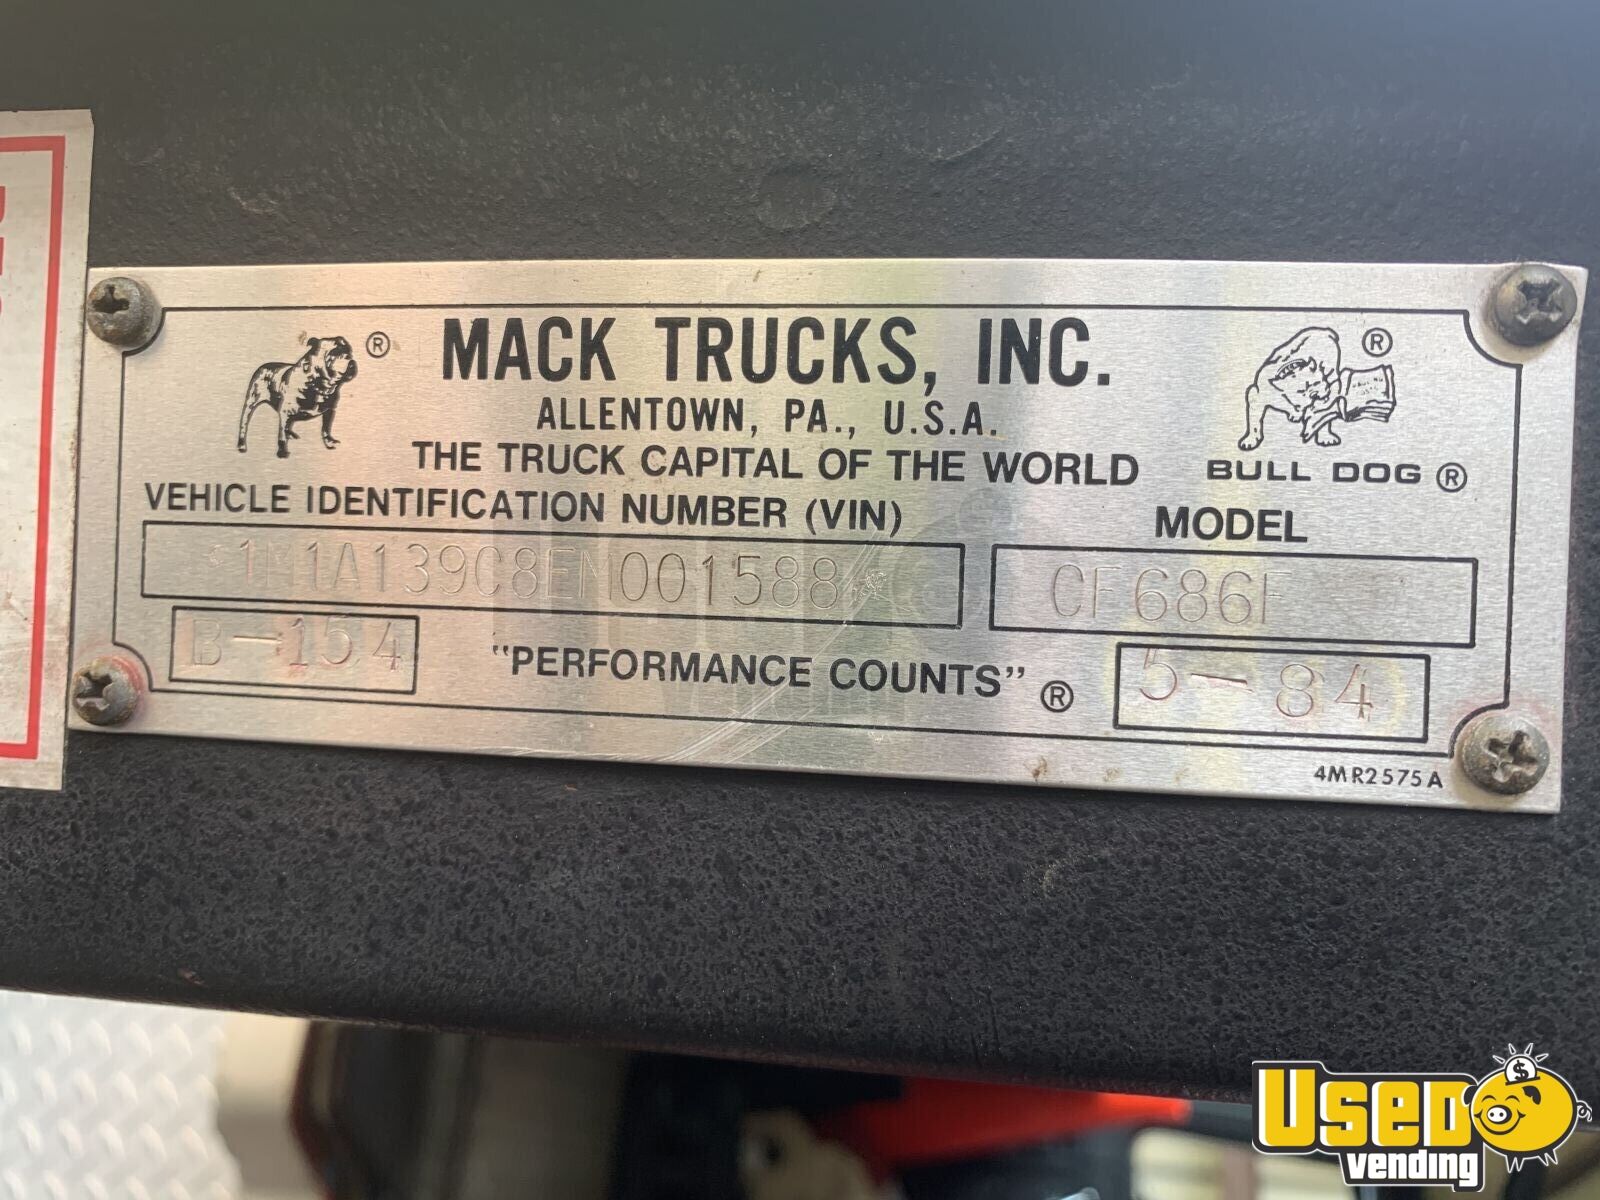 MACK TRUCKS, INC.
ALLENTOWN, PA., U.S.A.
THE TRUCK CAPITAL OF THE WORLD
BULL DOG ®
VEHICLE IDENTIFICATION NUMBER (VIN)
MODEL
*1M1A139C8EM001588*
CF686F
B-154
"PERFORMANCE COUNTS" ®
5-84
4MR2575A
USED
vending